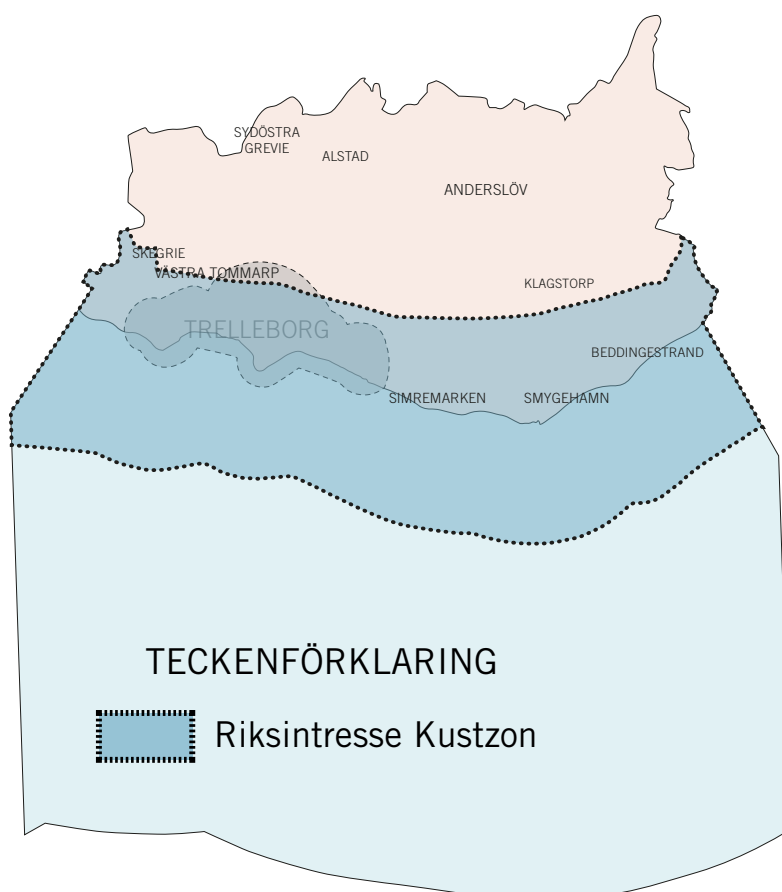 SYDÖSTRA
GREVIE
ALSTAD
ANDERSLÖV
SKEGRIE
VÄSTRA TOMMARP
KLAGSTORP
TRELLEBORG
BEDDINGESTRAND
SIMREMARKEN
SMYGEHAMN
TECKENFÖRKLARING
Riksintresse Kustzon